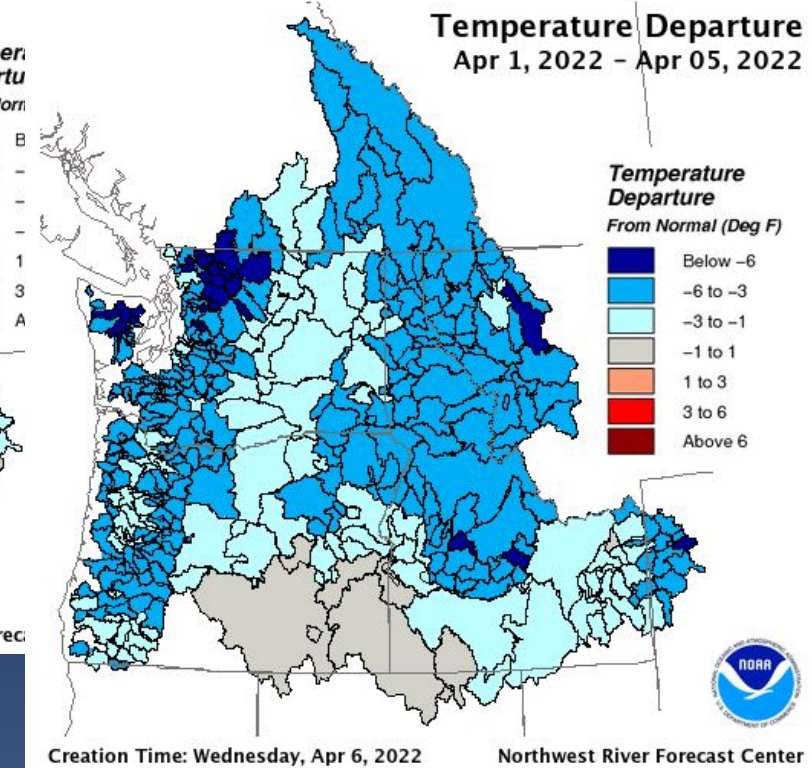 Temperature Departure
Apr 1, 2022 - Apr 05, 2022
Temperature
Departure
From Normal (Deg F)
Below -6
-6 to -3
-3 to -1
-1 to 1
1 to 3
3 to 6
Above 6
NOAA
Creation Time: Wednesday, Apr 6, 2022
Northwest River Forecast Center